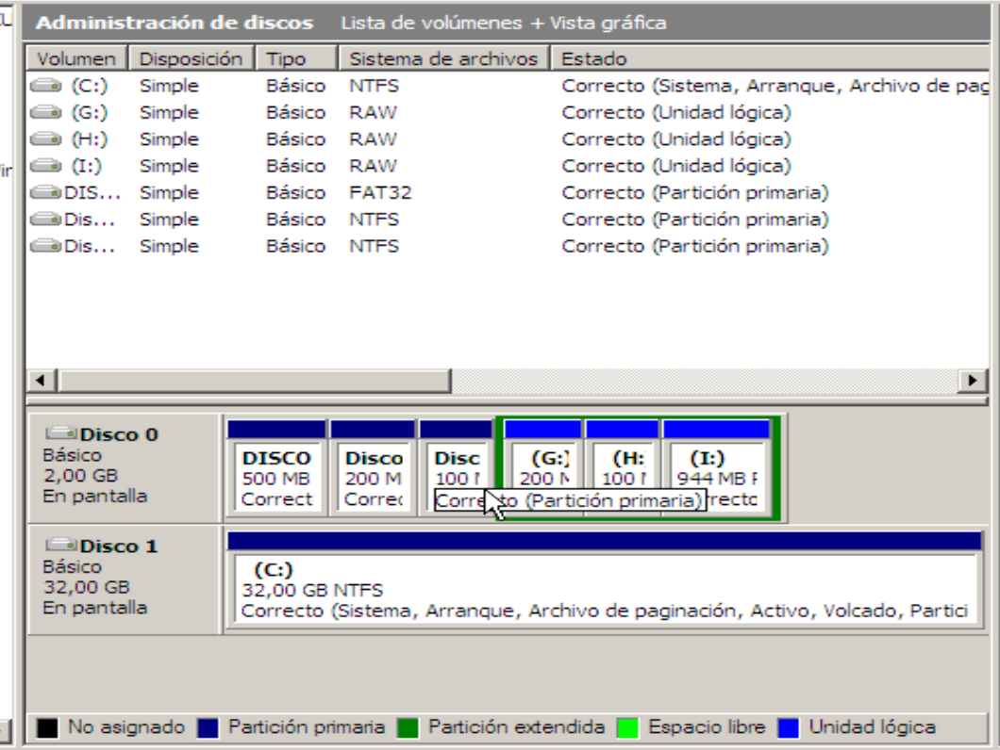 Administración de discos Lista de volúmenes + Vista gráfica
Volumen Disposición Tipo Sistema de archivos Estado
(C:) Simple Básico NTFS Correcto (Sistema, Arranque, Archivo de pag
(G:) Simple Básico RAW Correcto (Unidad lógica)
(H:) Simple Básico RAW Correcto (Unidad lógica)
(I:) Simple Básico RAW Correcto (Unidad lógica)
DIS... Simple Básico FAT32 Correcto (Partición primaria)
Dis... Simple Básico NTFS Correcto (Partición primaria)
Dis... Simple Básico NTFS Correcto (Partición primaria)
Disco 0
Básico
2,00 GB
En pantalla
DISCO Disco Disc (G:) (H: (I:)
500 MB 200 M 100 200 100 944 MB
Correct Correc Correcto (Partición primaria) recto
Disco 1
Básico
32,00 GB
En pantalla
(C:)
32,00 GB NTFS
Correcto (Sistema, Arranque, Archivo de paginación, Activo, Volcado, Partici
No asignado Partición primaria Partición extendida Espacio libre Unidad lógica